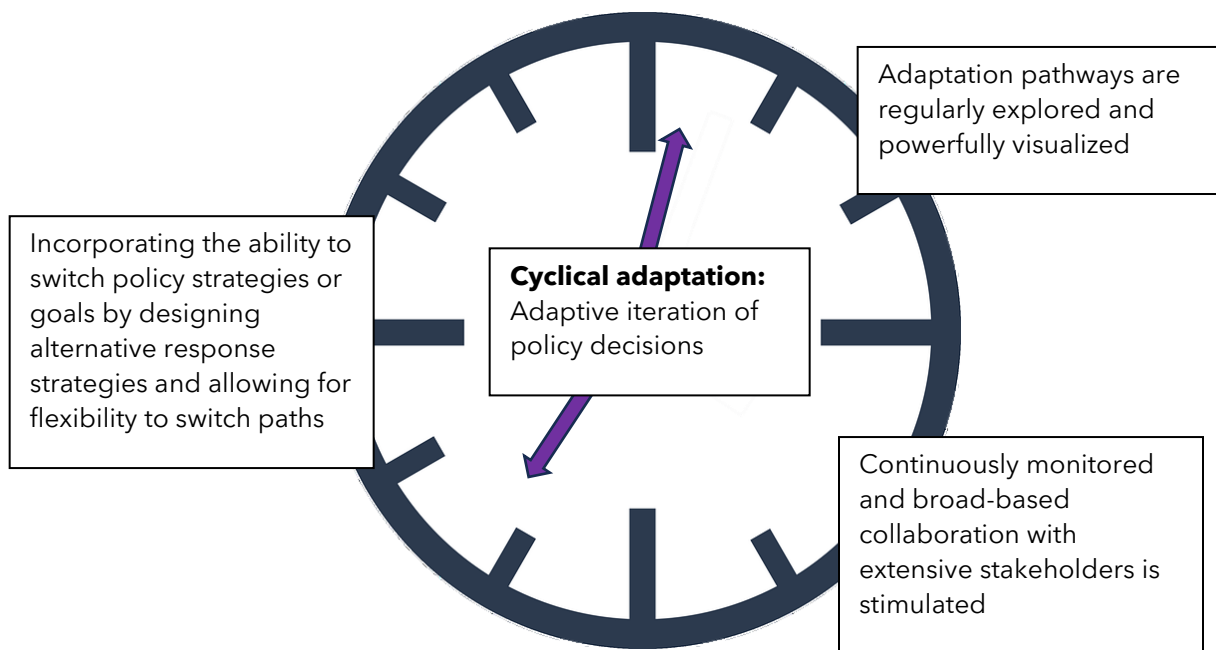 Adaptation pathways are
regularly explored and
powerfully visualized
Incorporating the ability to
switch policy strategies or
goals by designing
alternative response
strategies and allowing for
flexibility to switch paths
Cyclical adaptation:
Adaptive iteration of
policy decisions
Continuously monitored
and broad-based
collaboration with
extensive stakeholders is
stimulated